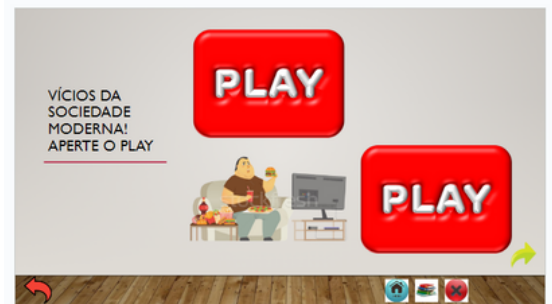 PLAY
VÍCIOS DA
SOCIEDADE
MODERNA!
APERTE O PLAY
PLAY